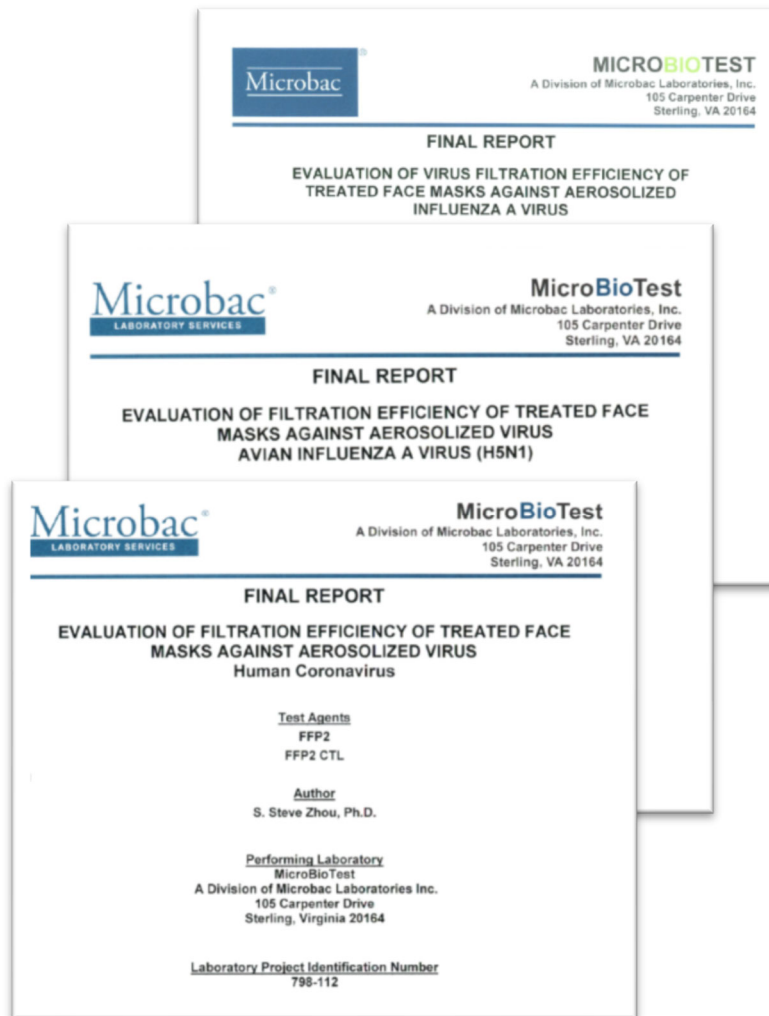 Microbac®
MICROBIOTEST
A Division of Microbac Laboratories, Inc.
105 Carpenter Drive
Sterling, VA 20164
FINAL REPORT
EVALUATION OF VIRUS FILTRATION EFFICIENCY OF
TREATED FACE MASKS AGAINST AEROSOLIZED
INFLUENZA A VIRUS
Microbac®
LABORATORY SERVICES
MicroBioTest
A Division of Microbac Laboratories, Inc.
105 Carpenter Drive
Sterling, VA 20164
FINAL REPORT
EVALUATION OF FILTRATION EFFICIENCY OF TREATED FACE
MASKS AGAINST AEROSOLIZED VIRUS
AVIAN INFLUENZA A VIRUS (H5N1)
Microbac®
LABORATORY SERVICES
MicroBioTest
A Division of Microbac Laboratories, Inc.
105 Carpenter Drive
Sterling, VA 20164
FINAL REPORT
EVALUATION OF FILTRATION EFFICIENCY OF TREATED FACE
MASKS AGAINST AEROSOLIZED VIRUS
Human Coronavirus
Test Agents
FFP2
FFP2 CTL
Author
S. Steve Zhou, Ph.D.
Performing Laboratory
MicroBioTest
A Division of Microbac Laboratories Inc.
105 Carpenter Drive
Sterling, Virginia 20164
Laboratory Project Identification Number
798-112